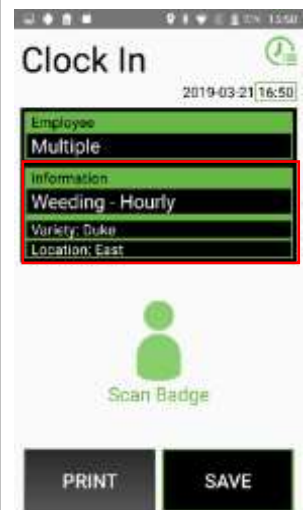 Clock In
2019-03-21 16:50
Employee
Multiple
Information
Weeding - Hourly
Variety: Duke
Location: East
Scan Badge
PRINT
SAVE